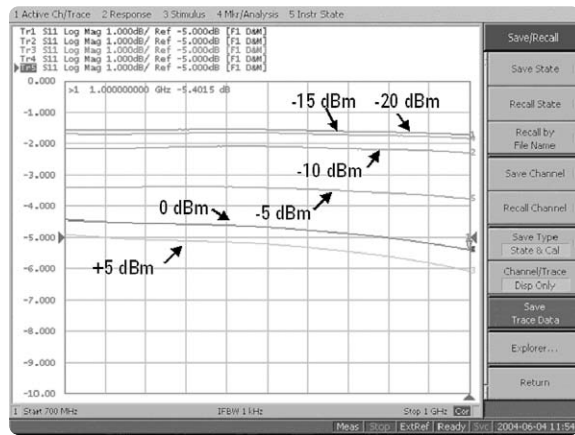 1 Active Ch/Trace 2 Response 3 Stimulus 4 Mkr/Analysis 5 Instr State
Tr1 S11 Log Mag 1.000dB/ Ref -5.000dB [F1 D&M]
Tr2 S11 Log Mag 1.000dB/ Ref -5.000dB [F1 D&M]
Tr3 S11 Log Mag 1.000dB/ Ref -5.000dB [F1 D&M]
Tr4 S11 Log Mag 1.000dB/ Ref -5.000dB [F1 D&M]
Tr5 S11 Log Mag 1.000dB/ Ref -5.000dB [F1 D&M]
0.000
>1 1.000000000 GHz -5.4015 dB
-15 dBm
-20 dBm
-1.000
-2.000
-10 dBm
-3.000
0 dBm
-5 dBm
-4.000
-5.000
+5 dBm
-6.000
-7.000
-8.000
-9.000
-10.00
1 Start 700 MHz
IFBW 1 kHz
Stop 1 GHz Cor
Meas Stop ExtRef Ready Svc 2004-06-04 11:54
Save/Recall
Save State
Recall State
Recall by
File Name
Save Channel
Recall Channel
Save Type
State & Cal
Channel/Trace
Disp Only
Save
Trace Data
Explorer...
Return